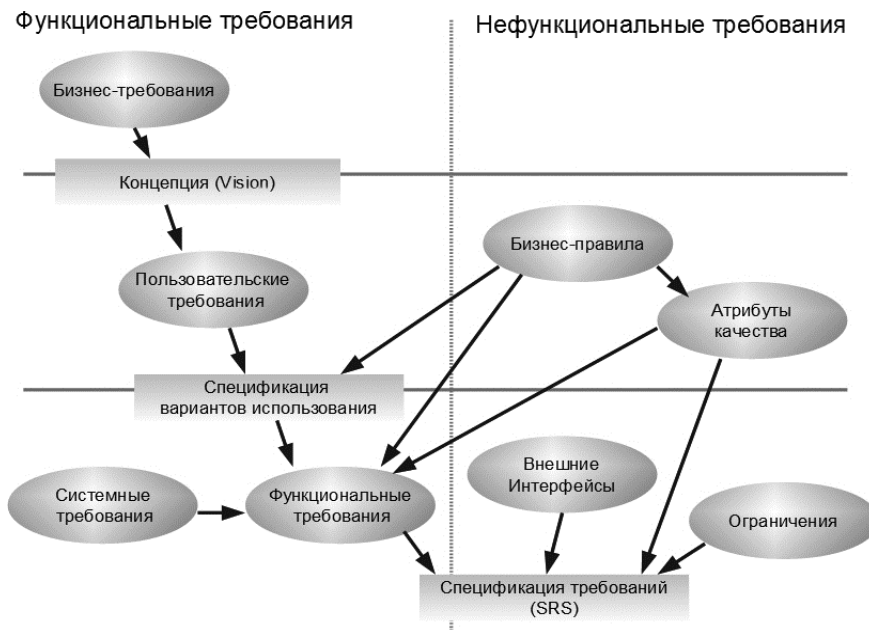 Функциональные требования
Нефункциональные требования
Бизнес-требования
Концепция (Vision)
Бизнес-правила
Пользовательские
требования
Атрибуты
качества
Спецификация
вариантов использования
Внешние
Интерфейсы
Системные
требования
Функциональные
требования
Ограничения
Спецификация требований
(SRS)